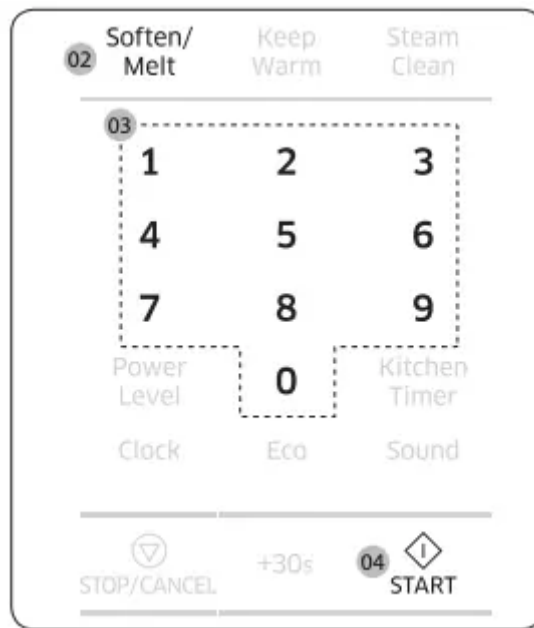 Soften/ Keep Steam
02 Melt Warm Clean
03
1 2 3
4 5 6
7 8 9
Power Kitchen
Level 0 Timer
Clock Eco Sound
+30s 04
STOP/CANCEL START